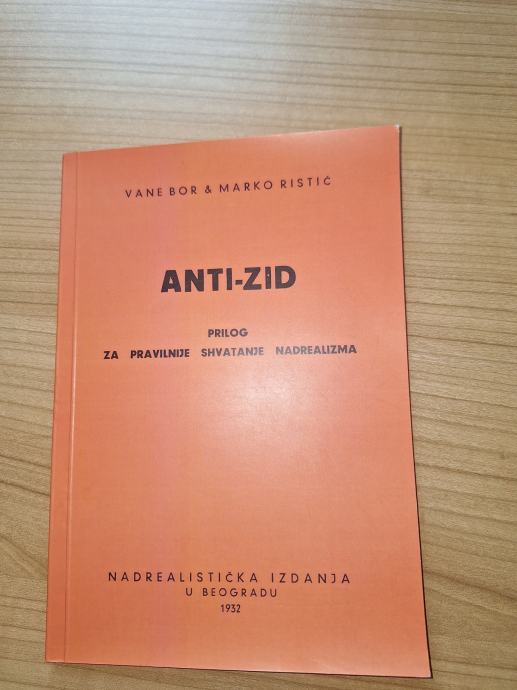 VANE BOR & MARKO RISTIĆ
ANTI-ZID
PRILOG
ZA PRAVILNIJE SHVATANJE NADREALIZMA
NADREALISTIČKA IZDANJA
U BEOGRADU
1932